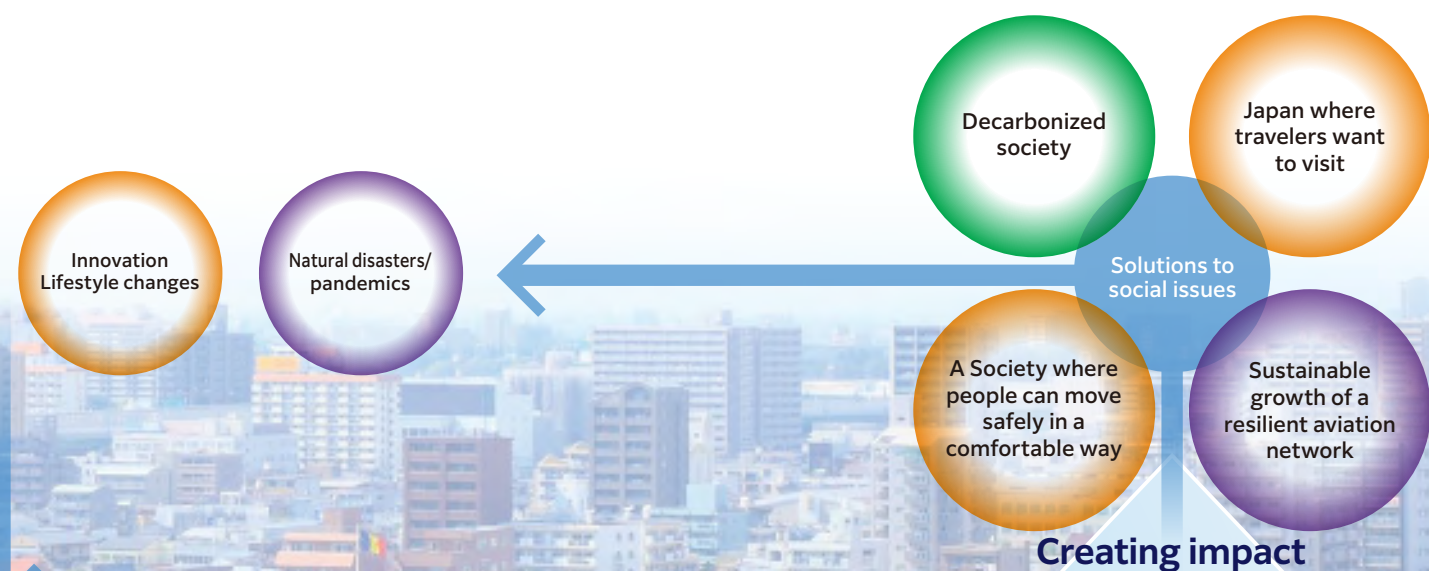 Decarbonized
society
Japan where
travelers want
to visit
Innovation
Lifestyle changes
Natural disasters/
pandemics
Solutions to
social issues
A Society where
people can move
safely in a
comfortable way
Sustainable
growth of a
resilient aviation
network
Creating impact